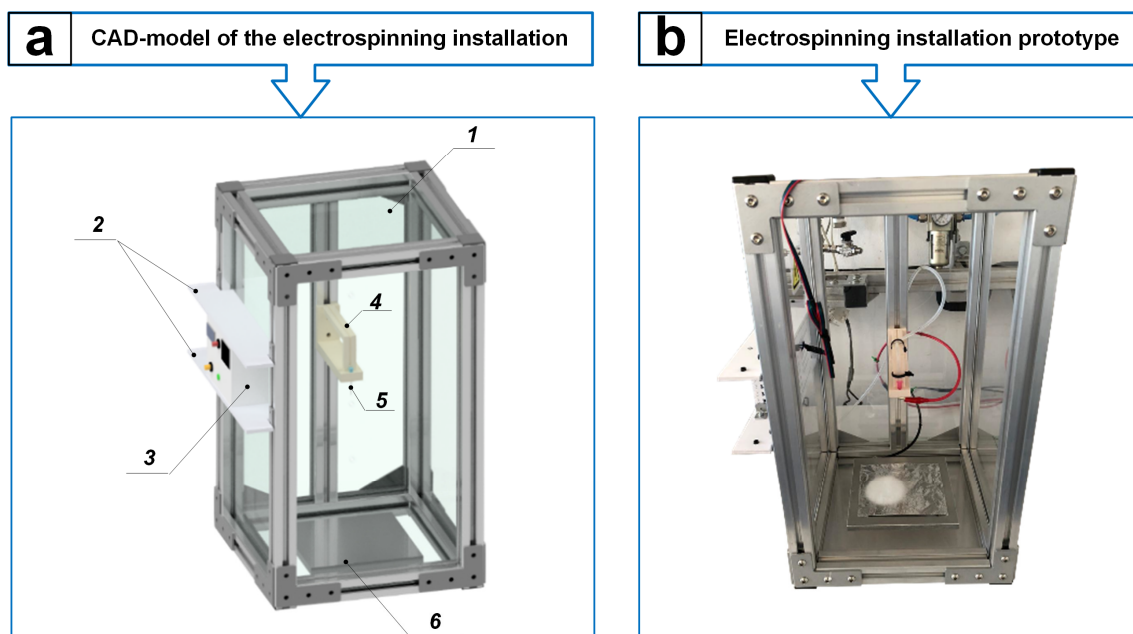 a
CAD-model of the electrospinning installation
b
Electrospinning installation prototype
1
2
3
4
5
6